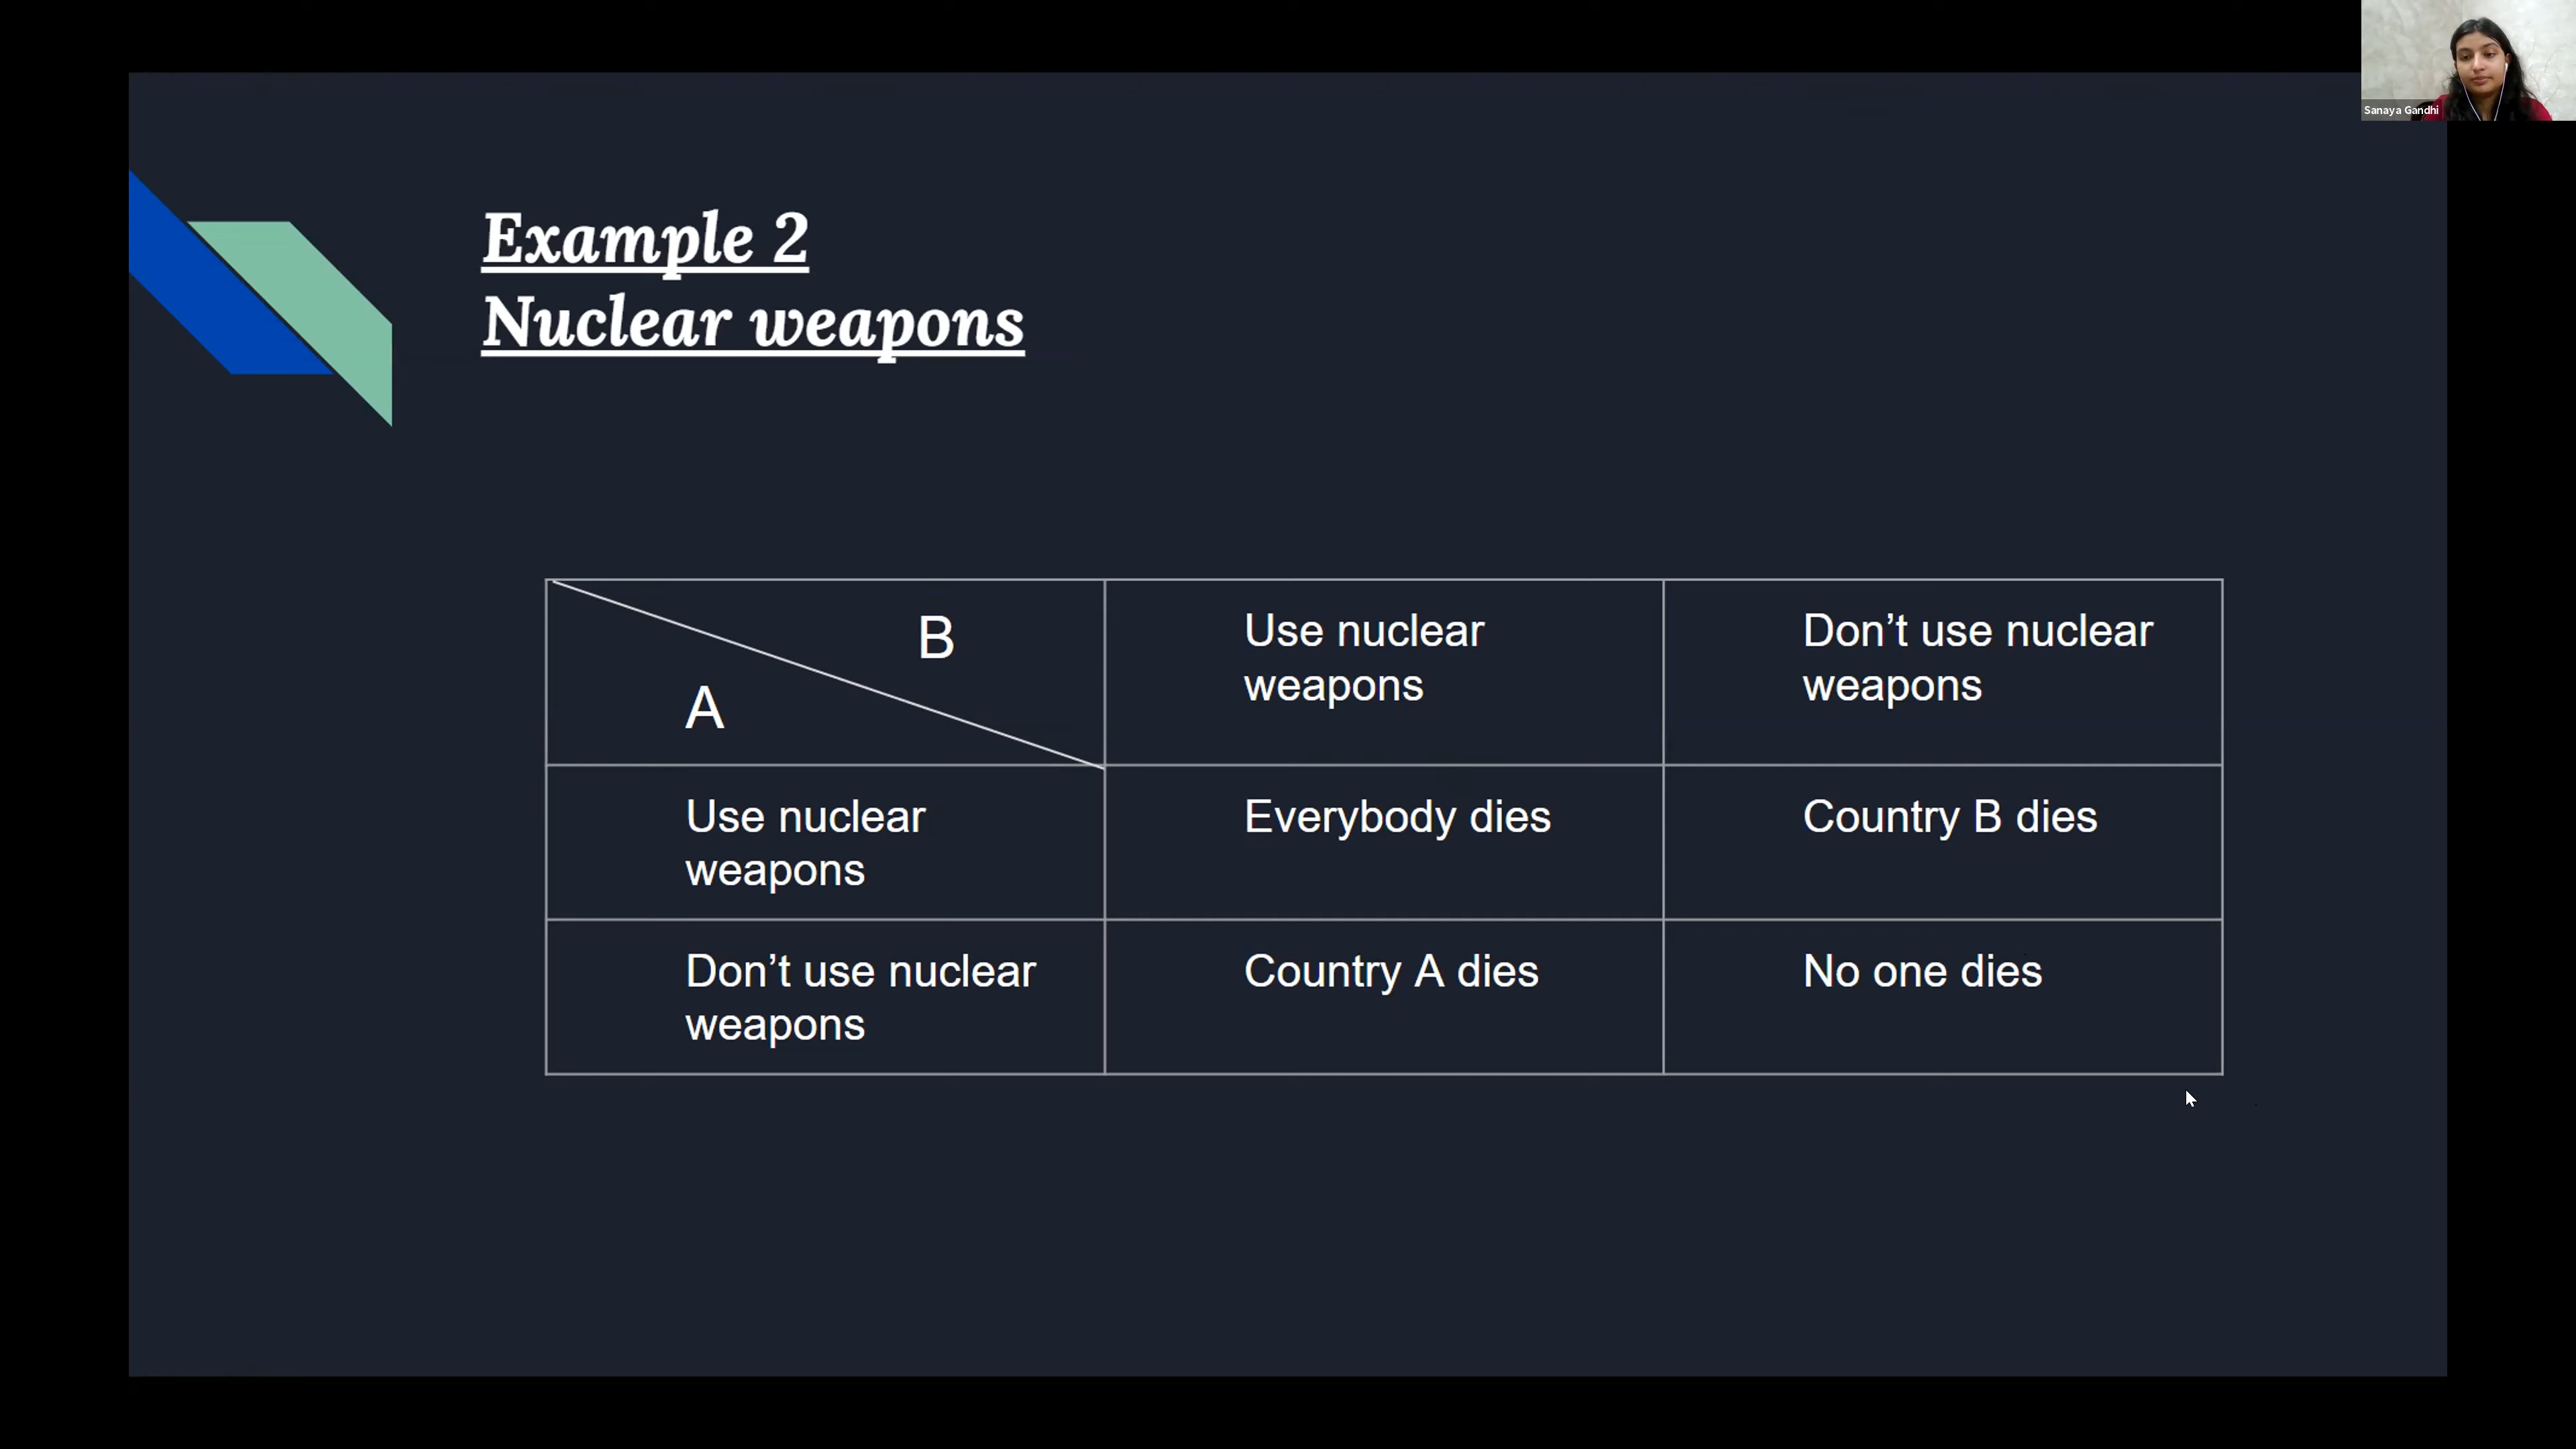 Sanaya Gandhi
Example 2
Nuclear weapons
B
A
Use nuclear
weapons
Don’t use nuclear
weapons
Use nuclear
weapons
Everybody dies
Country B dies
Don’t use nuclear
weapons
Country A dies
No one dies